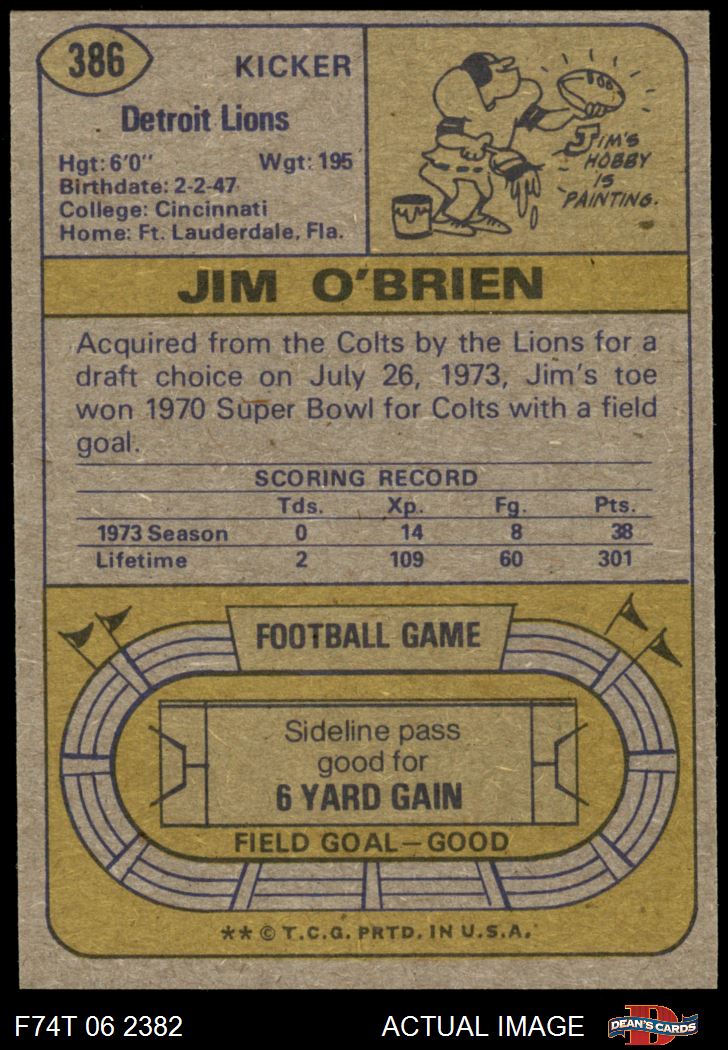 386
KICKER
Detroit Lions
Hgt: 6'0" Wgt: 195
Birthdate: 2-2-47
College: Cincinnati
Home: Ft. Lauderdale, Fla.
JIM'S
HOBBY
IS
PAINTING.
JIM O'BRIEN
Acquired from the Colts by the Lions for a
draft choice on July 26, 1973, Jim's toe
won 1970 Super Bowl for Colts with a field
goal.
SCORING RECORD
Tds. Xp. Fg. Pts.
1973 Season 0 14 8 38
Lifetime 2 109 60 301
FOOTBALL GAME
Sideline pass
good for
6 YARD GAIN
FIELD GOAL—GOOD
** © T.C.G. PRTD. IN U.S.A.
F74T 06 2382 ACTUAL IMAGE
D
DEAN'S CARDS